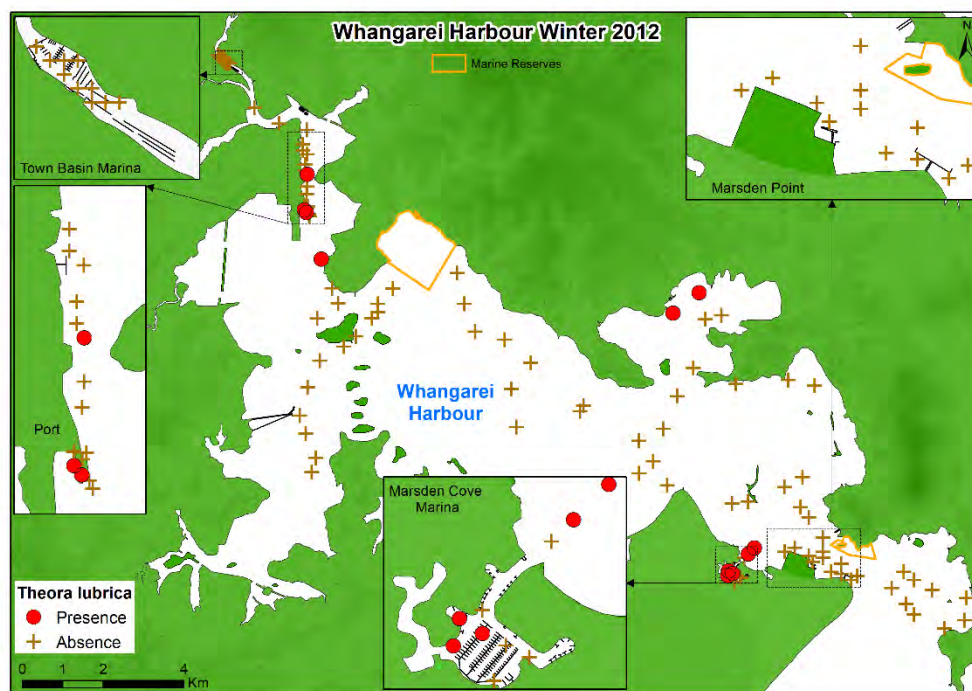 Whangarei Harbour Winter 2012
Marine Reserves
N
Town Basin Marina
Marsden Point
Port
Whangarei
Harbour
Marsden Cove
Marina
Theora lubrica
Presence
Absence
0 1 2 4
Km